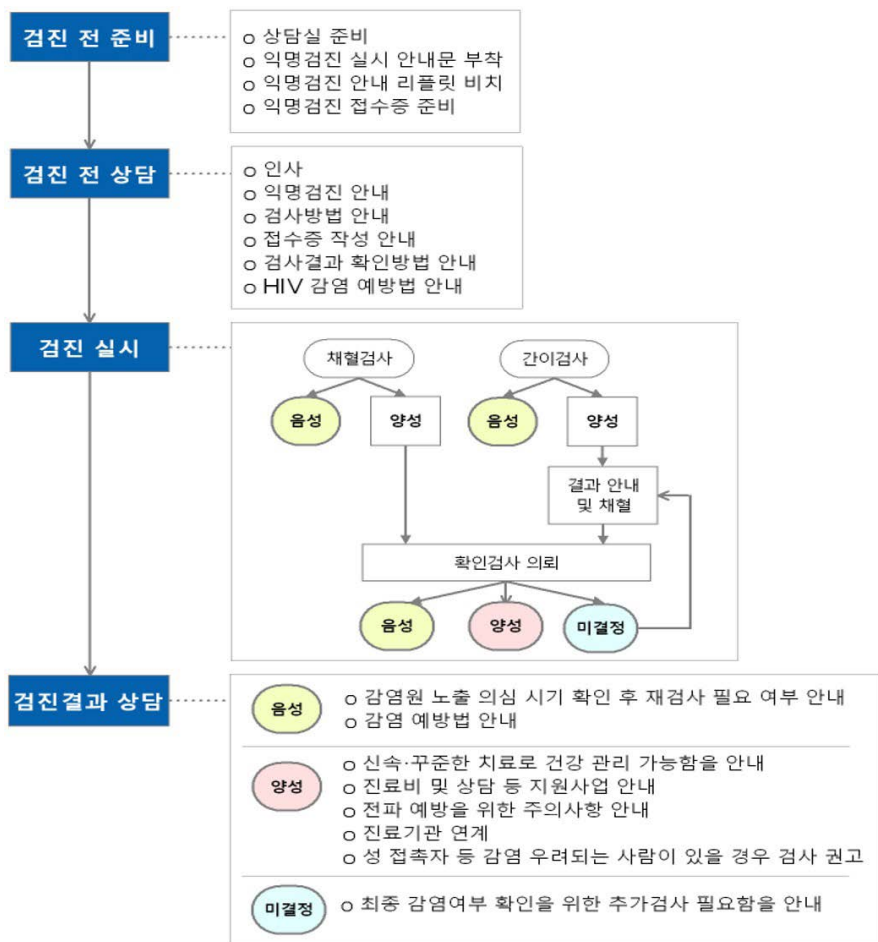 검진 전 준비
o 상담실 준비
o 익명검진 실시 안내문 부착
o 익명검진 안내 리플릿 비치
o 익명검진 접수증 준비
검진 전 상담
o 인사
o 익명검진 안내
o 검사방법 안내
o 접수증 작성 안내
o 검사결과 확인방법 안내
o HIV 감염 예방법 안내
검진 실시
채혈검사
간이검사
음성
양성
음성
양성
결과 안내
및 채혈
확인검사 의뢰
음성
양성
미결정
검진결과 상담
음성
o 감염원 노출 의심 시기 확인 후 재검사 필요 여부 안내
o 감염 예방법 안내
양성
o 신속·꾸준한 치료로 건강 관리 가능함을 안내
o 진료비 및 상담 등 지원사업 안내
o 전파 예방을 위한 주의사항 안내
o 진료기관 연계
o 성 접촉자 등 감염 우려되는 사람이 있을 경우 검사 권고
미결정
o 최종 감염여부 확인을 위한 추가검사 필요함을 안내